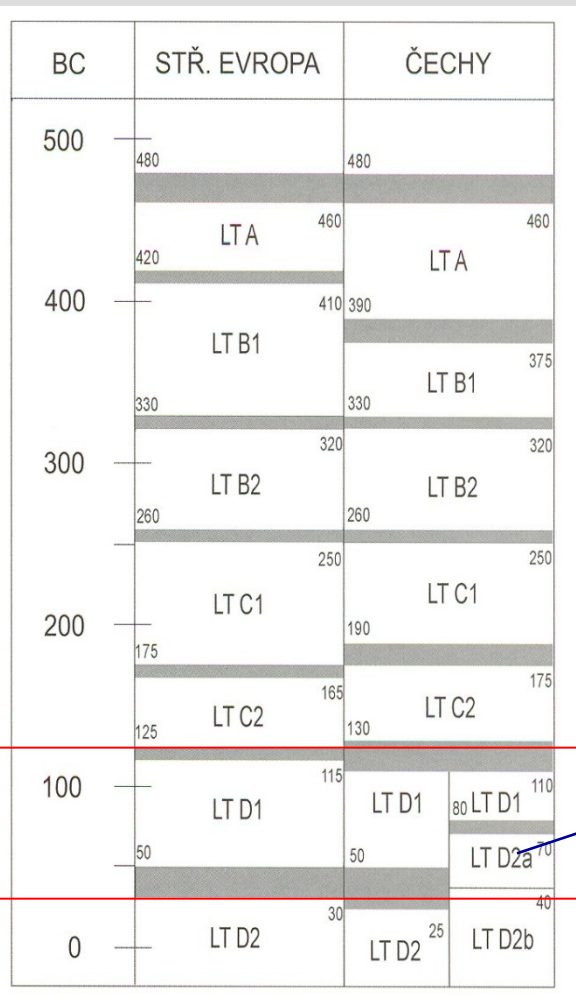 BC STŘ. EVROPA ČECHY
500
480 480
LT A 460 460
420 LT A
400 410 390
LT B1 375
LT B1
330 330
300 320 320
LT B2 LT B2
260 260
250 250
LT C1 LT C1
200 190
175 175
165
LT C2 LT C2
125 130
100 115 110
LT D1 LT D1 80 LT D1
50 50 LT D2a 70
30 40
0 LT D2 LT D2 25 LT D2b